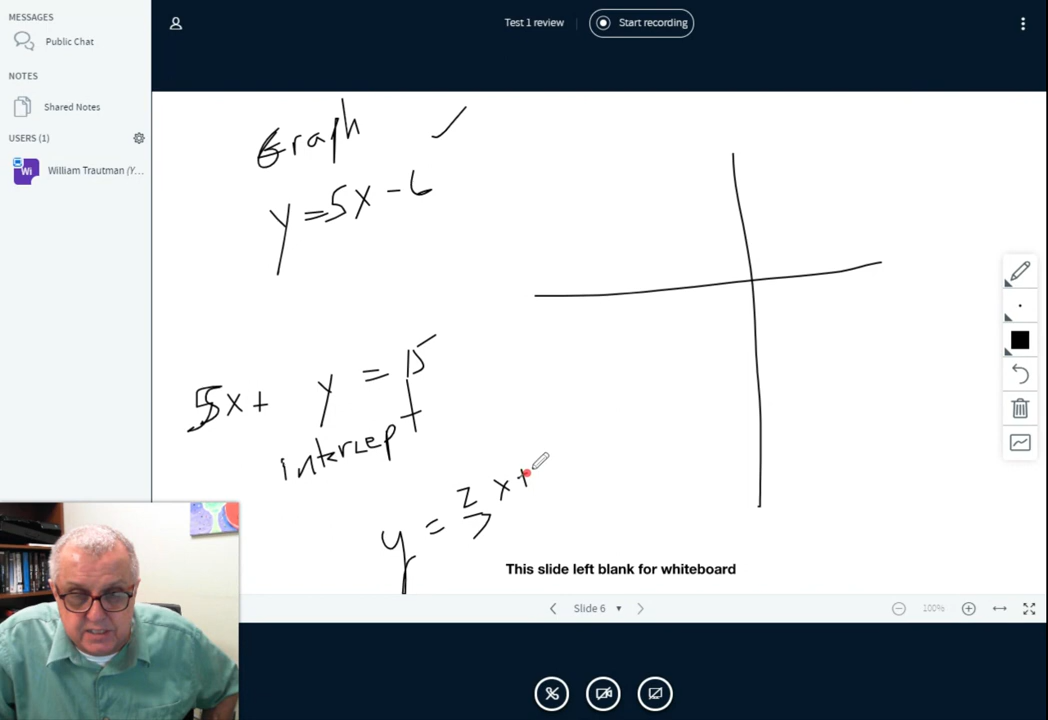 MESSAGES
Public Chat
NOTES
Shared Notes
USERS (1)
Wi William Trautman (Y...
Test 1 review
Start recording
Graph ✓
y = 5x - 6
5x + y = 15
intercept
y = 2/3 x +
This slide left blank for whiteboard
Slide 6
100%